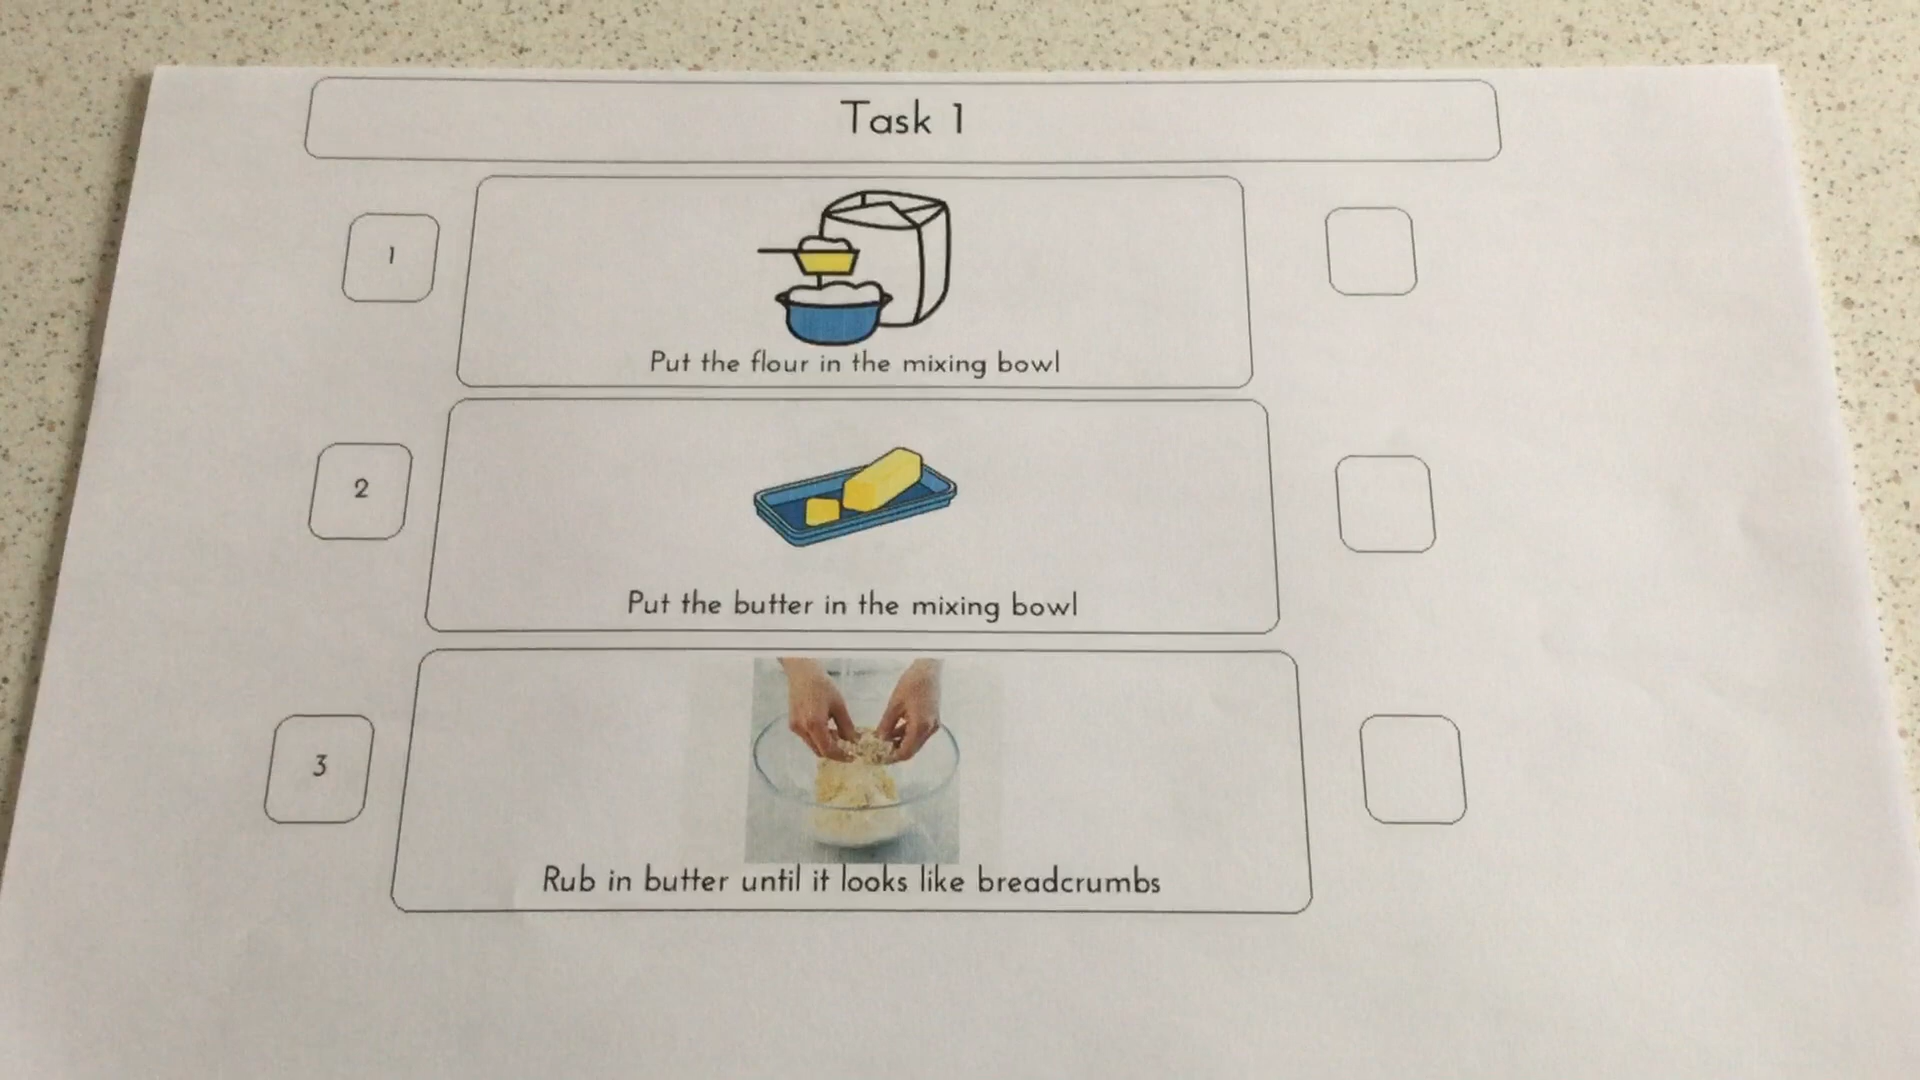 Task 1
1
Put the flour in the mixing bowl
2
Put the butter in the mixing bowl
3
Rub in butter until it looks like breadcrumbs